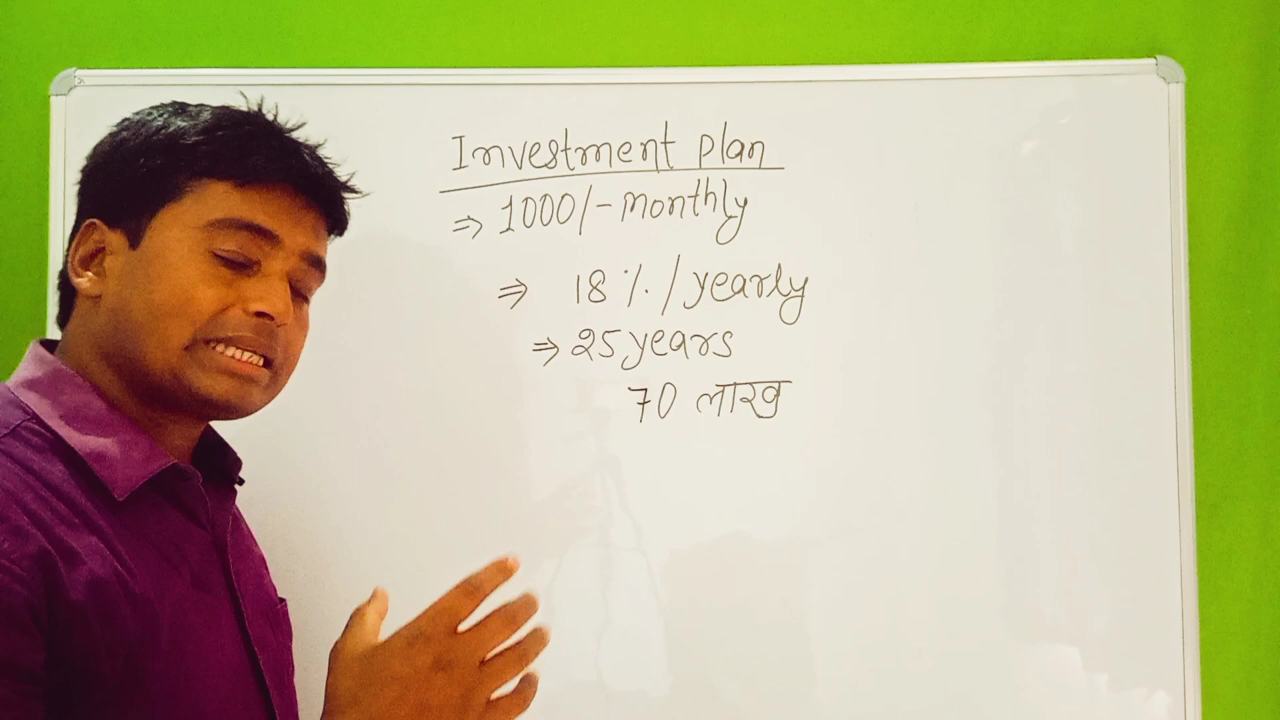 Investment plan
⇒ 1000/- monthly
⇒ 18%/yearly
⇒ 25 years
70 लाख